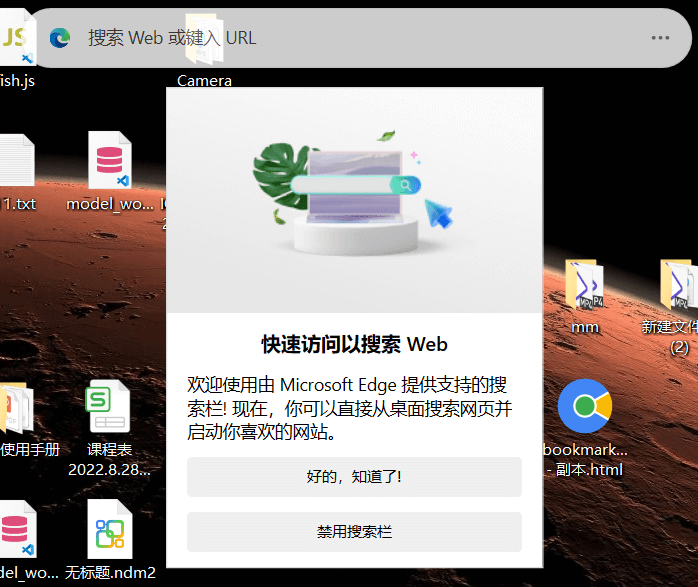 搜索 Web 或键入 URL
JS
ish.js
Camera
1.txt
model_wo...
快速访问以搜索 Web
欢迎使用由 Microsoft Edge 提供支持的搜
索栏! 现在，你可以直接从桌面搜索网页并
启动你喜欢的网站。
好的，知道了!
禁用搜索栏
MP4
mm
新建文件
(2)
使用手册
S
课程表
2022.8.28...
bookmark...
- 副本.html
del_wo...
无标题.ndm2